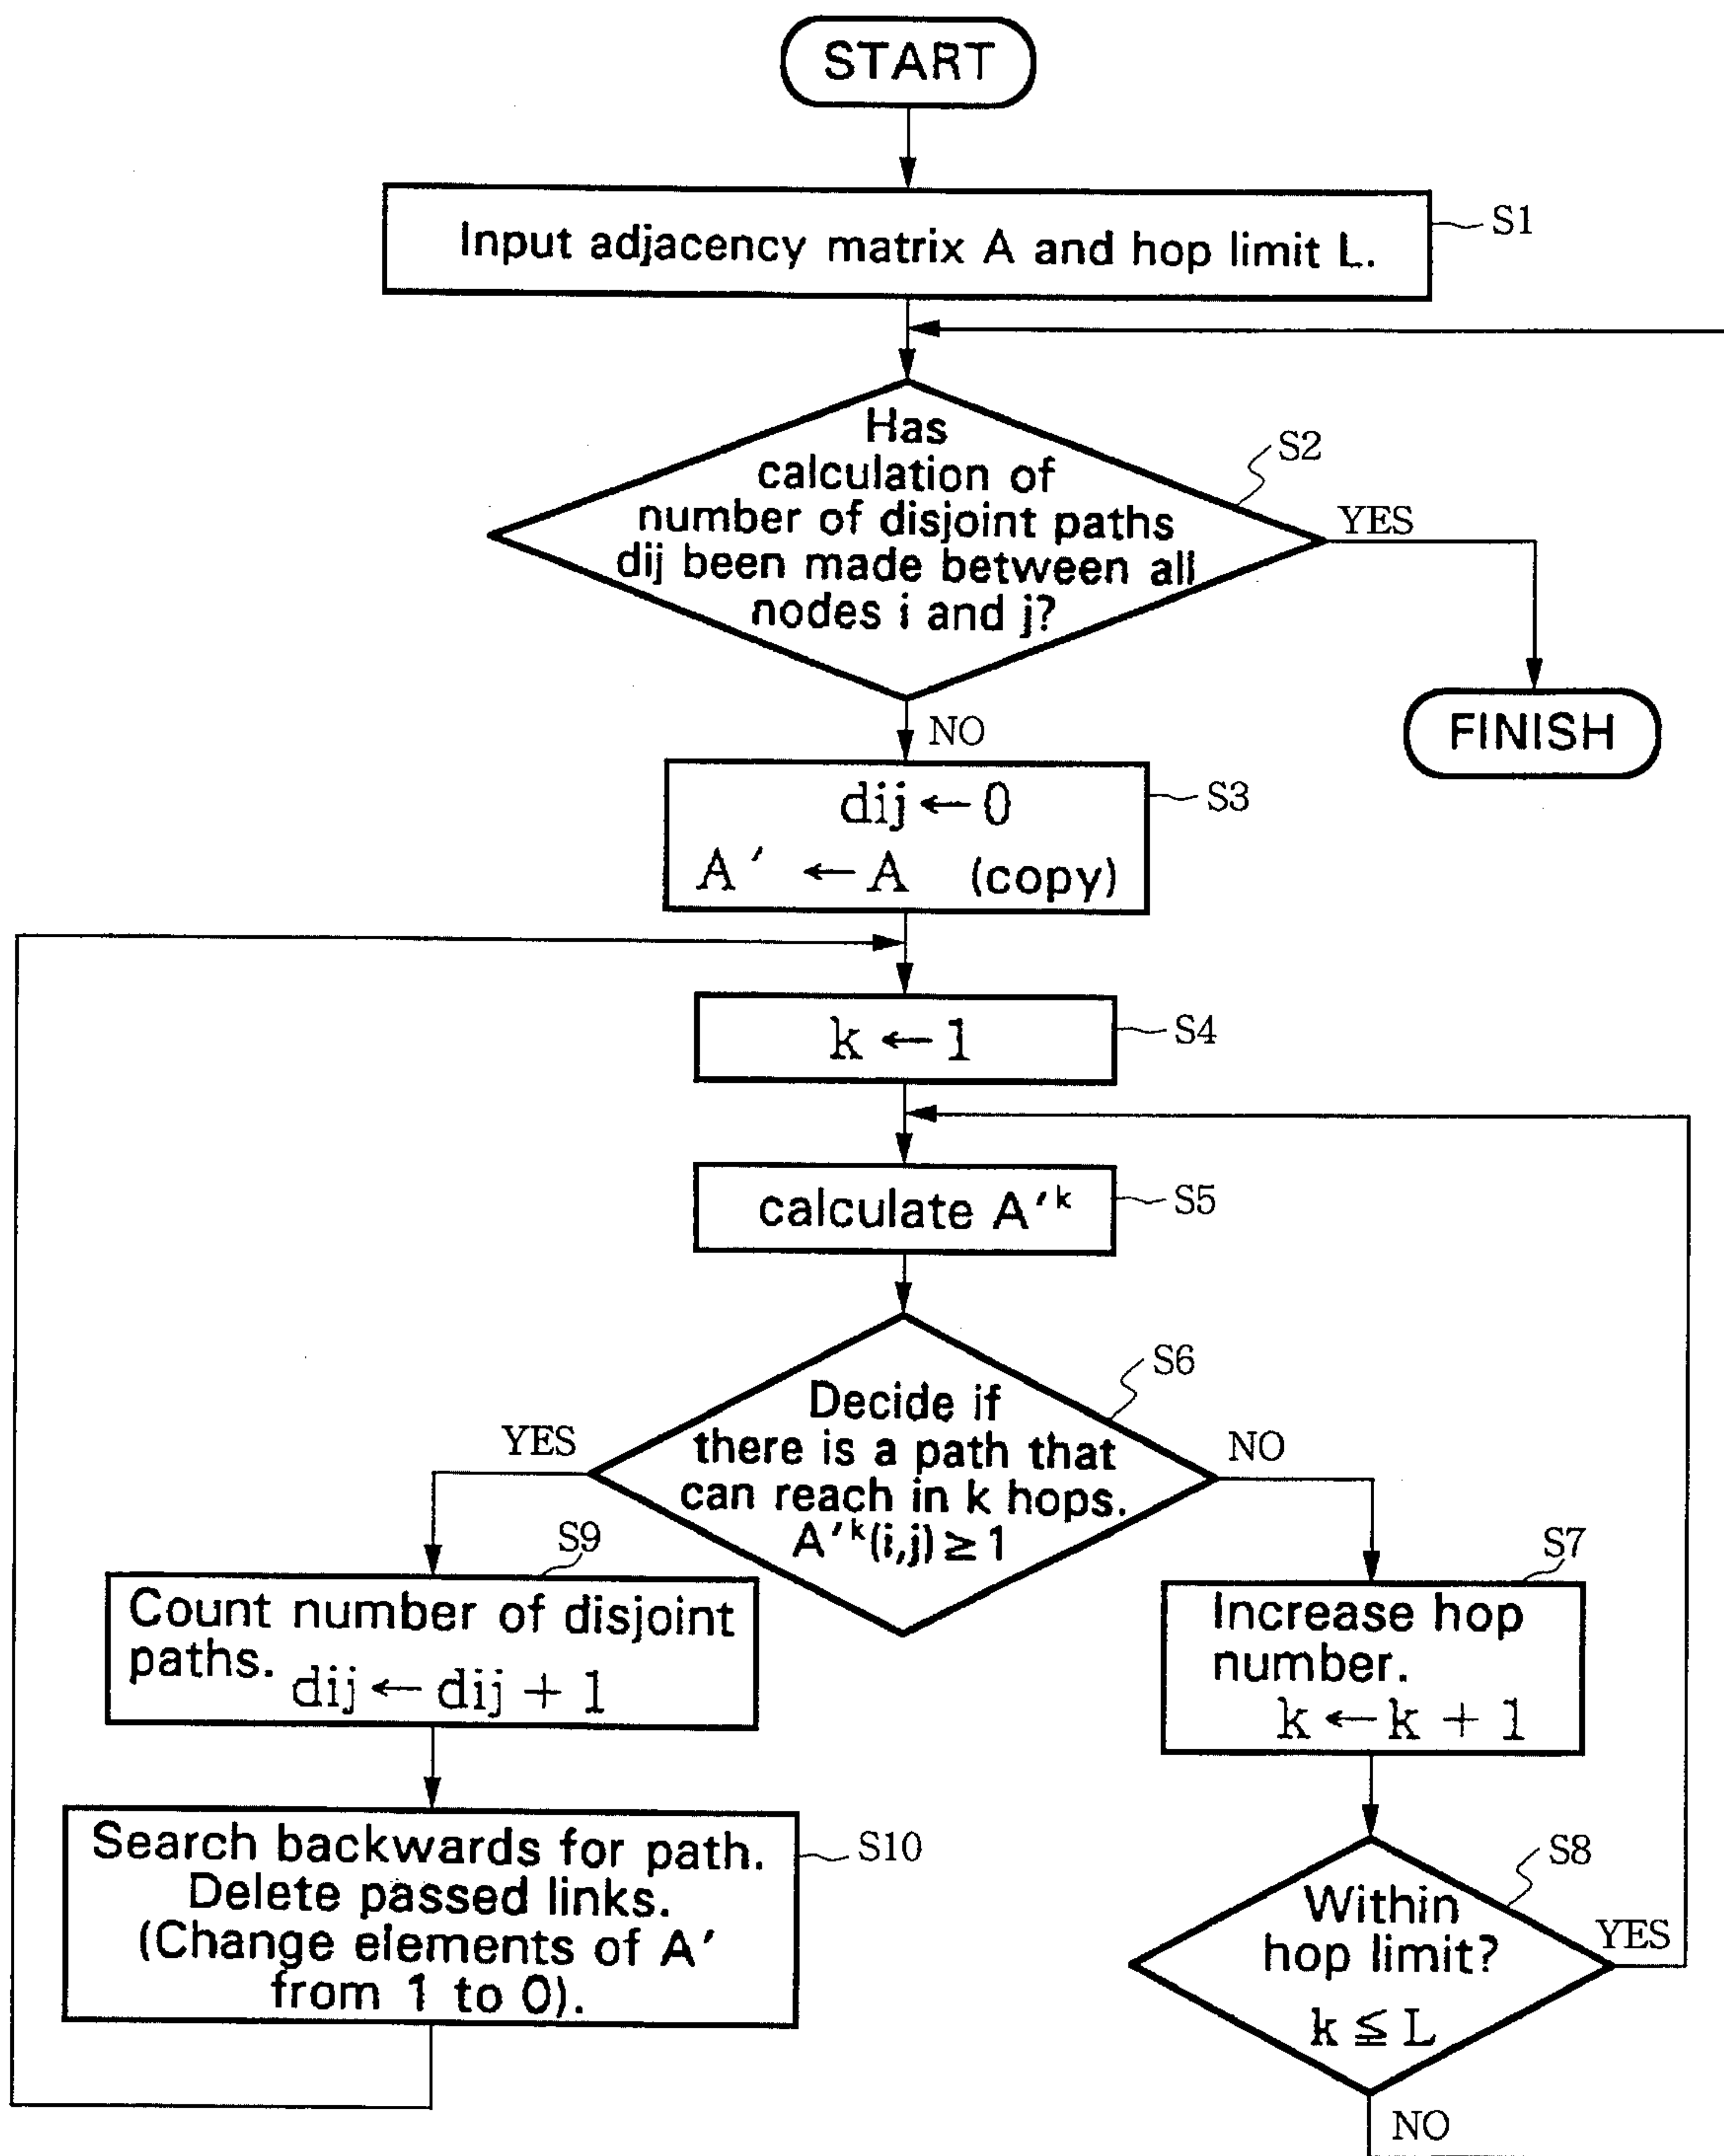 START
Input adjacency matrix A and hop limit L.
S1
Has
calculation of
number of disjoint paths
dij been made between all
nodes i and j?
S2
YES
FINISH
NO
dij ← 0
A′ ← A (copy)
S3
k ← 1
S4
calculate A′ᵏ
S5
Decide if
there is a path that
can reach in k hops.
A′ᵏ(i,j) ≥ 1
S6
YES
NO
S9
Count number of disjoint
paths.
dij ← dij + 1
S7
Increase hop
number.
k ← k + 1
Search backwards for path.
Delete passed links.
(Change elements of A′
from 1 to 0).
S10
Within
hop limit?
k ≦ L
S8
YES
NO